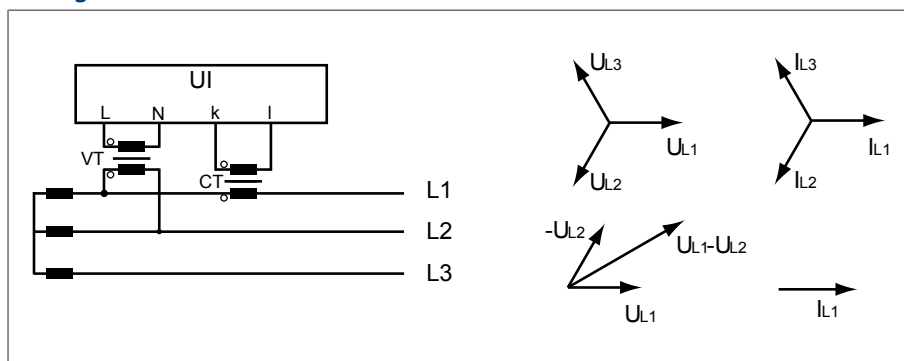 UI
L N k l
VT
CT
L1
L2
L3
UL3
UL1
UL2
IL3
IL1
IL2
-UL2
UL1-UL2
UL1
IL1